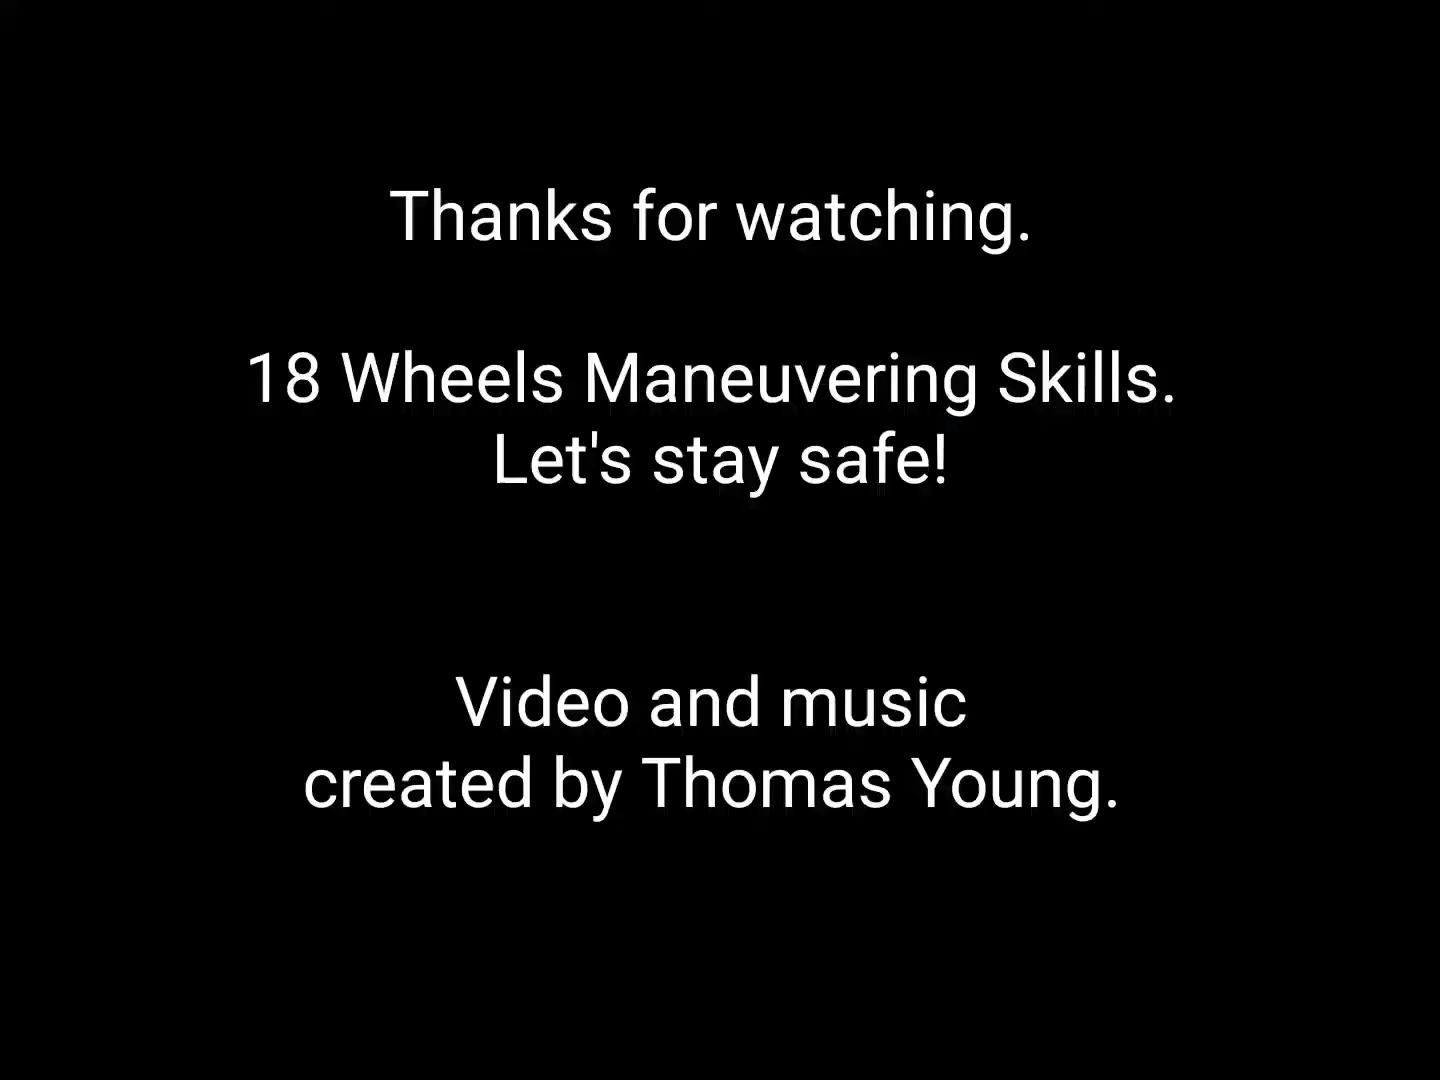 Thanks for watching.
18 Wheels Maneuvering Skills.
Let's stay safe!
Video and music
created by Thomas Young.